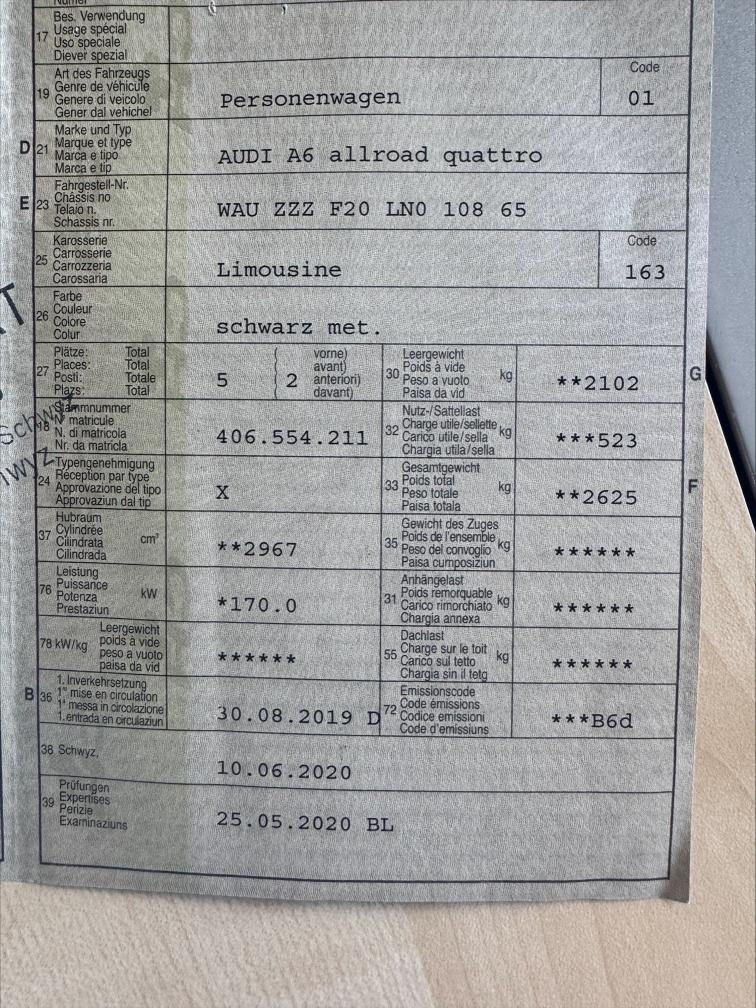 17 Bes. Verwendung
Usage spécial
Uso speciale
Diever spezial
19 Art des Fahrzeugs
Genre de véhicule
Genere di veicolo
Gener dal vehichel
Personenwagen
Code
01
D 21 Marke und Typ
Marque et type
Marca e tipo
Marca e tip
AUDI A6 allroad quattro
E 23 Fahrgestell-Nr.
Châssis no
Telaio n.
Schassis nr.
WAU ZZZ F20 LN0 108 65
25 Karosserie
Carrosserie
Carrozzeria
Carossaria
Limousine
Code
163
26 Farbe
Couleur
Colore
Colur
schwarz met.
27 Plätze: Total
Places: Total
Posti: Totale
Plazs: Total
5 2 vorne)
avant)
anteriori)
davant)
30 Leergewicht
Poids à vide
Peso a vuoto
Paisa da vid
kg
**2102
G
Stammnummer
N° matricule
N. di matricola
Nr. da matricla
406.554.211
32 Nutz-/Sattellast
Charge utile/sellette
Carico utile/sella
Chargia utila/sella
kg
***523
24 Typengenehmigung
Réception par type
Approvazione del tipo
Approvaziun dal tip
X
33 Gesamtgewicht
Poids total
Peso totale
Paisa totala
kg
**2625
F
37 Hubraum
Cylindrée
Cilindrata
Cilindrada
cm³
**2967
35 Gewicht des Zuges
Poids de l'ensemble
Peso del convoglio
Paisa cumposiziun
kg
******
76 Leistung
Puissance
Potenza
Prestaziun
kW
*170.0
31 Anhängelast
Poids remorquable
Carico rimorchiato
Chargia annexa
kg
******
78 kW/kg Leergewicht
poids à vide
peso a vuoto
paisa da vid
******
55 Dachlast
Charge sur le toit
Carico sul tetto
Chargia sin il tetg
kg
******
B 36 1. Inverkehrsetzung
1re mise en circulation
1a messa in circolazione
1. entrada en circulaziun
30.08.2019 D
72 Emissionscode
Code émissions
Codice emissioni
Code d'emissiuns
***B6d
38 Schwyz,
10.06.2020
39 Prüfungen
Expertises
Perizie
Examinaziuns
25.05.2020 BL